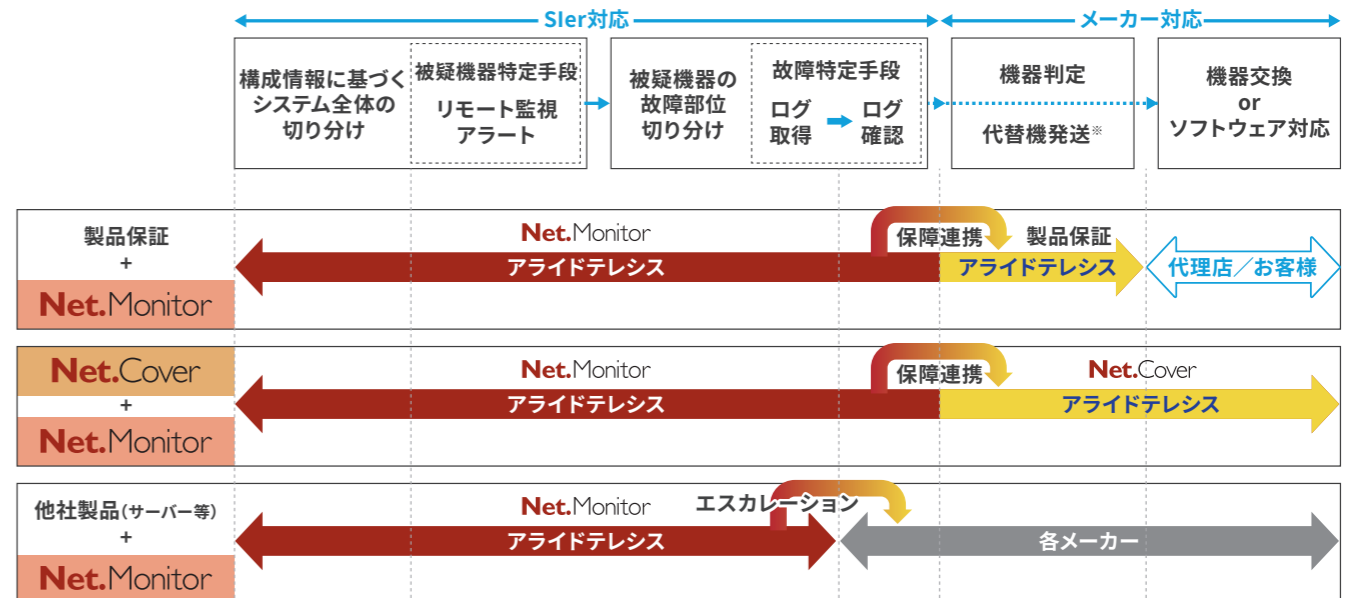 SIer対応
メーカー対応
構成情報に基づく
システム全体の
切り分け
被疑機器特定手段
リモート監視
アラート
被疑機器の
故障部位
切り分け
故障特定手段
ログ
取得
ログ
確認
機器判定
代替機発送※
機器交換
or
ソフトウェア対応
製品保証
+
Net.Monitor
Net.Monitor
アライドテレシス
保障連携
製品保証
アライドテレシス
代理店／お客様
Net.Cover
+
Net.Monitor
Net.Monitor
アライドテレシス
保障連携
Net.Cover
アライドテレシス
他社製品(サーバー等)
+
Net.Monitor
Net.Monitor
アライドテレシス
エスカレーション
各メーカー